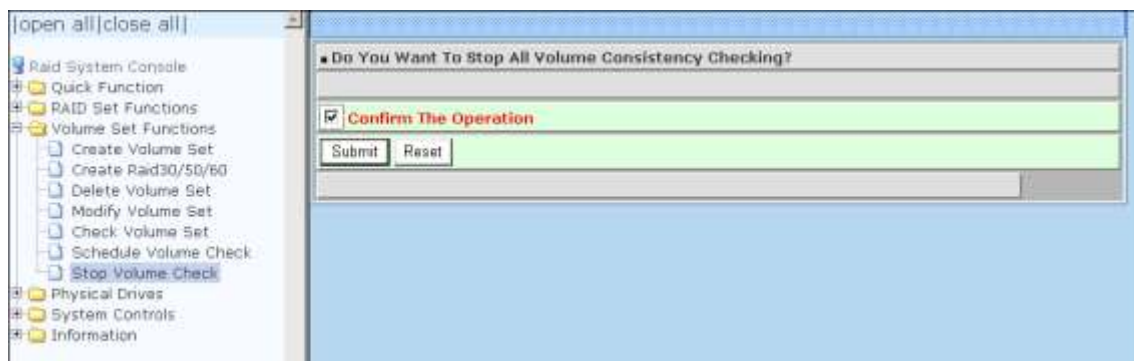 |open all|close all|
Raid System Console
Quick Function
RAID Set Functions
Volume Set Functions
Create Volume Set
Create Raid30/50/60
Delete Volume Set
Modify Volume Set
Check Volume Set
Schedule Volume Check
Stop Volume Check
Physical Drives
System Controls
Information
Do You Want To Stop All Volume Consistency Checking?
Confirm The Operation
Submit Reset